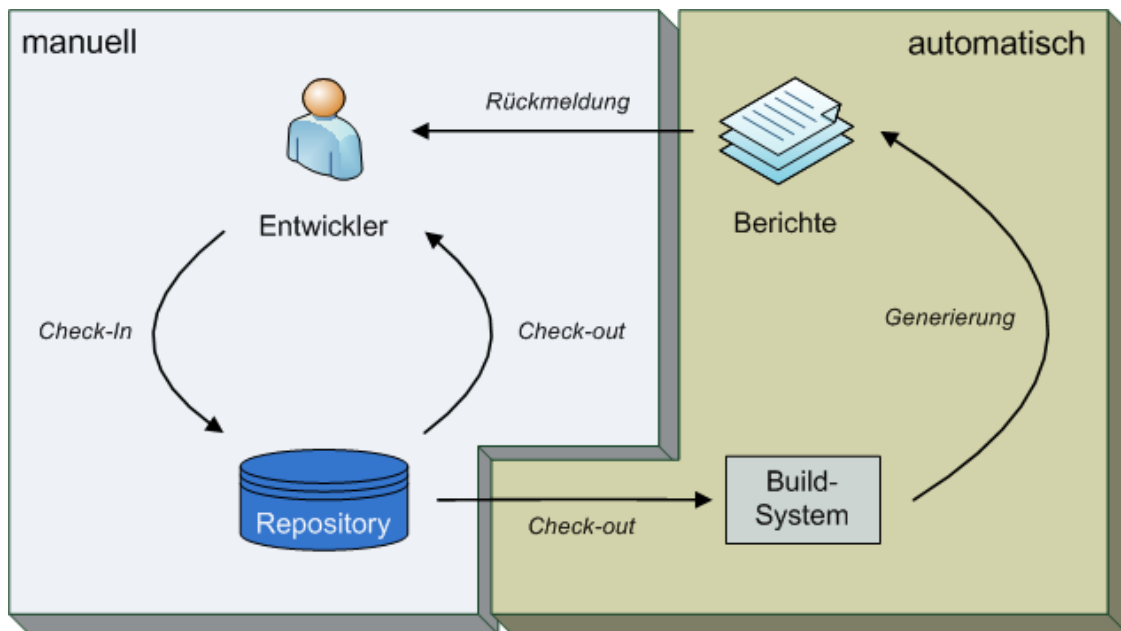 manuell
automatisch
Rückmeldung
Entwickler
Berichte
Check-In
Check-out
Generierung
Repository
Check-out
Build-
System